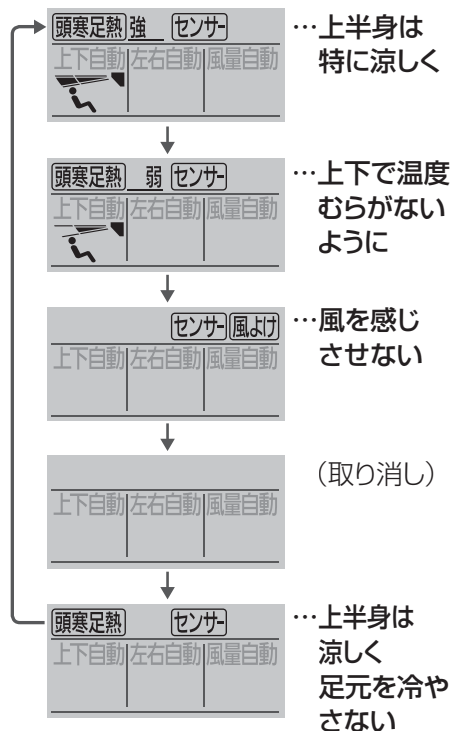 頭寒足熱 強 センサー
…上半身は
特に涼しく
上下自動 左右自動 風量自動
頭寒足熱 弱 センサー
…上下で温度
むらがない
ように
上下自動 左右自動 風量自動
センサー 風よけ
…風を感じ
させない
上下自動 左右自動 風量自動
（取り消し）
上下自動 左右自動 風量自動
頭寒足熱 センサー
…上半身は
涼しく
足元を冷や
さない
上下自動 左右自動 風量自動